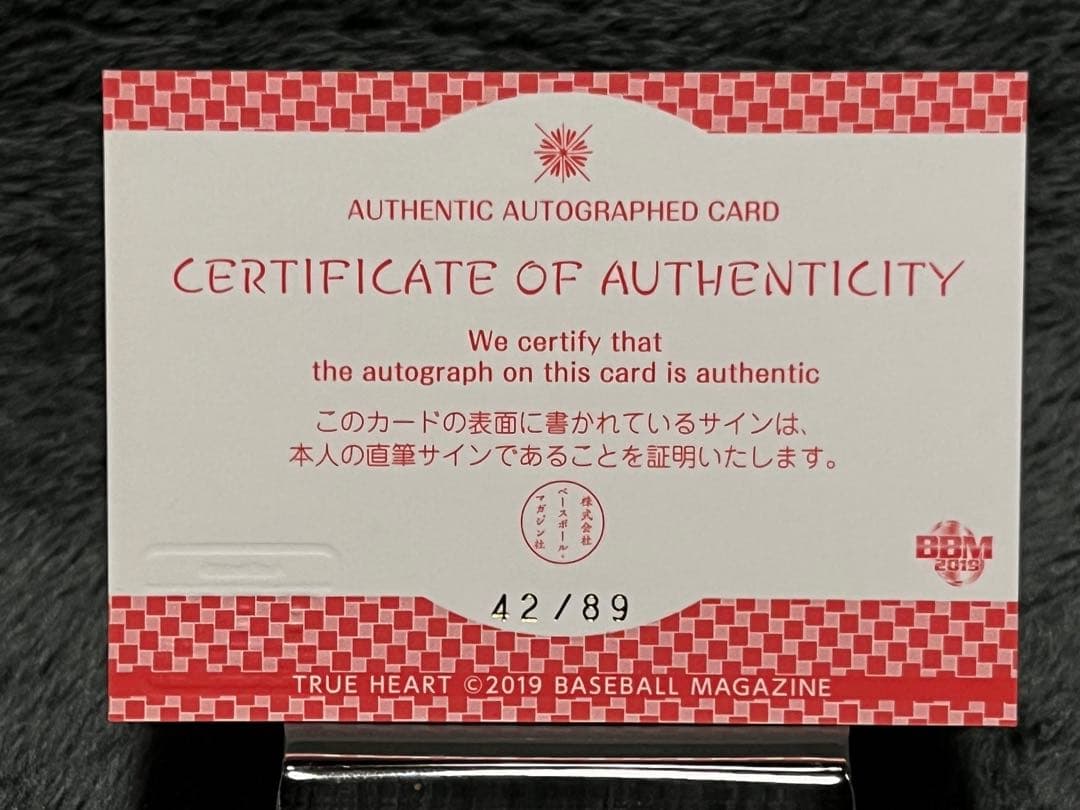 AUTHENTIC AUTOGRAPHED CARD
CERTIFICATE OF AUTHENTICITY
We certify that
the autograph on this card is authentic
このカードの表面に書かれているサインは、
本人の直筆サインであることを証明いたします。
株式会社
ベースボール・
マガジン社
BBM
2019
42/89
TRUE HEART ©2019 BASEBALL MAGAZINE